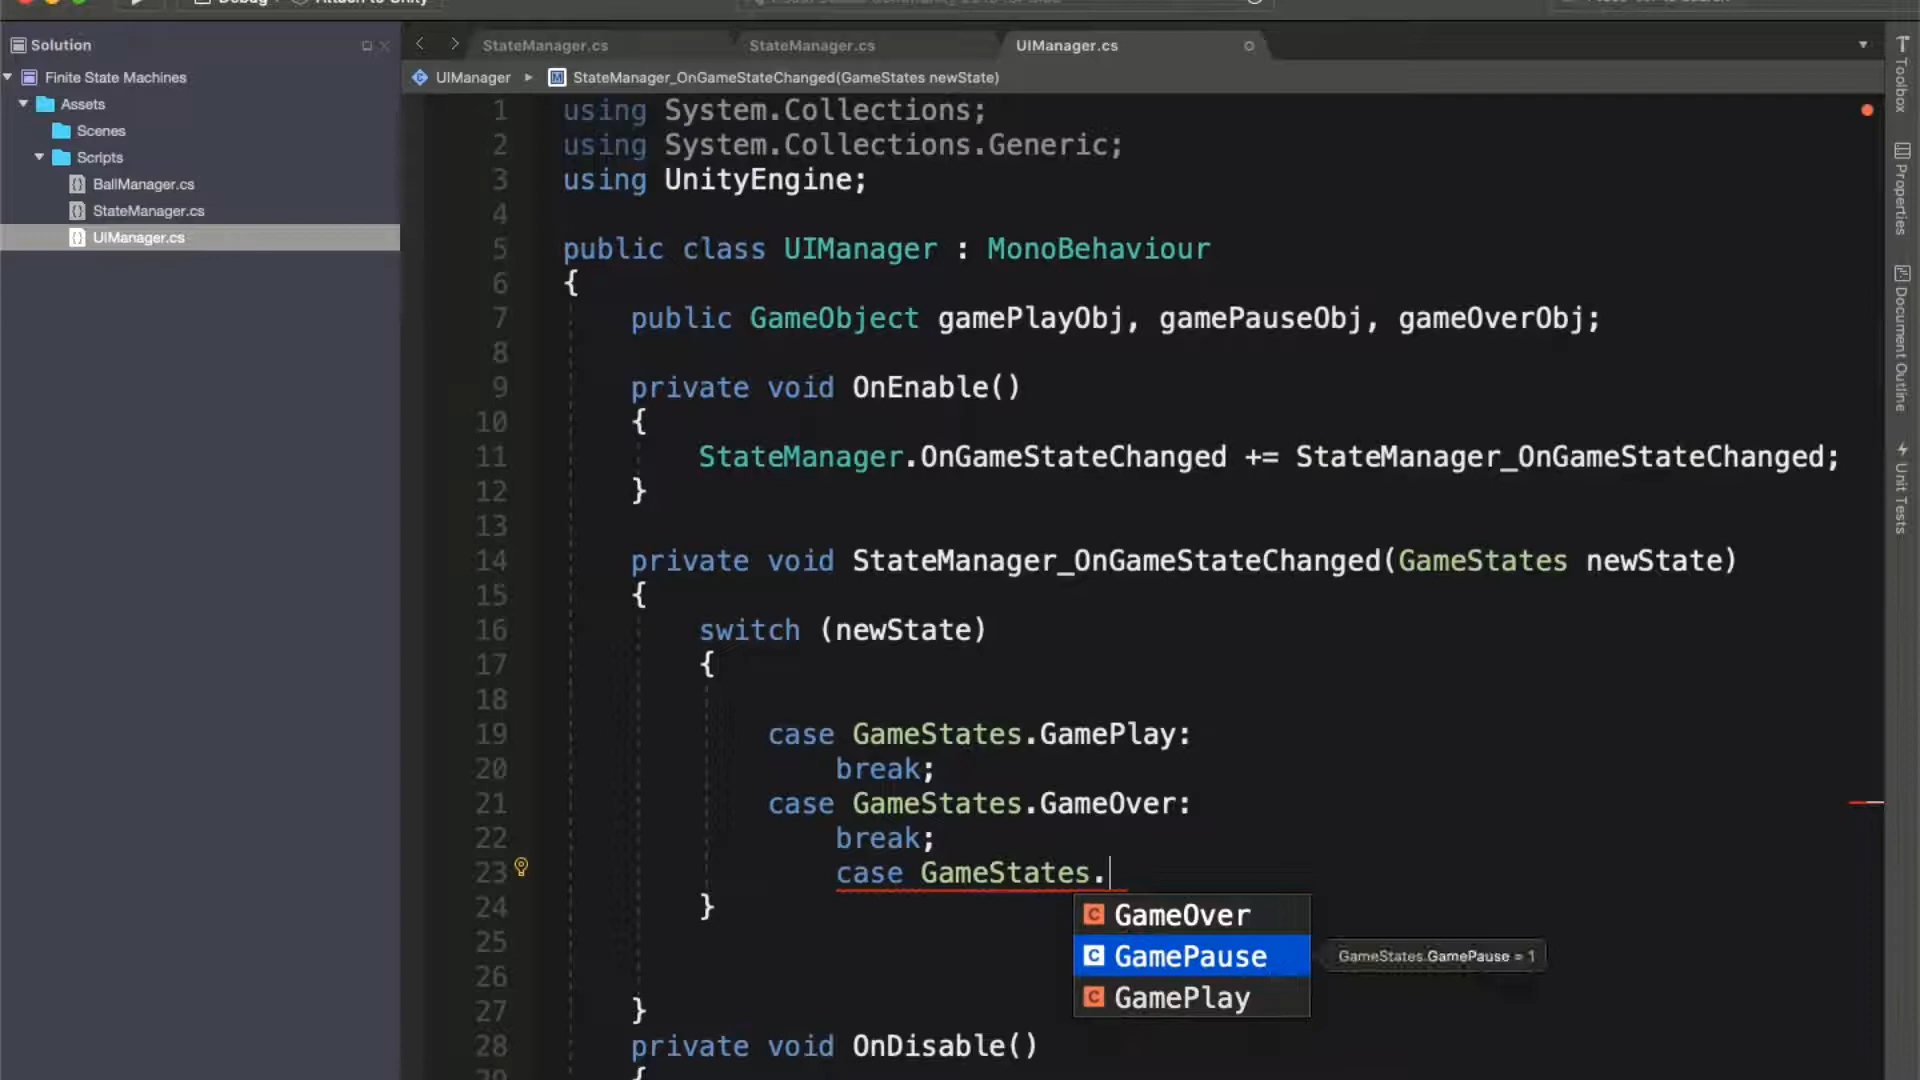 Debug
Attach to Unity
Solution
StateManager.cs
StateManager.cs
UIManager.cs
Finite State Machines
UIManager
StateManager_OnGameStateChanged(GameStates newState)
Assets
Scenes
Scripts
BallManager.cs
StateManager.cs
UIManager.cs
1 using System.Collections;
2 using System.Collections.Generic;
3 using UnityEngine;
4
5 public class UIManager : MonoBehaviour
6 {
7 public GameObject gamePlayObj, gamePauseObj, gameOverObj;
8
9 private void OnEnable()
10 {
11 StateManager.OnGameStateChanged += StateManager_OnGameStateChanged;
12 }
13
14 private void StateManager_OnGameStateChanged(GameStates newState)
15 {
16 switch (newState)
17 {
18
19 case GameStates.GamePlay:
20 break;
21 case GameStates.GameOver:
22 break;
23 case GameStates.
24 }
25
26
27 }
28 private void OnDisable()
29 {
GameOver
GamePause
GameStates.GamePause = 1
GamePlay
Toolbox
Properties
Document Outline
Unit Tests